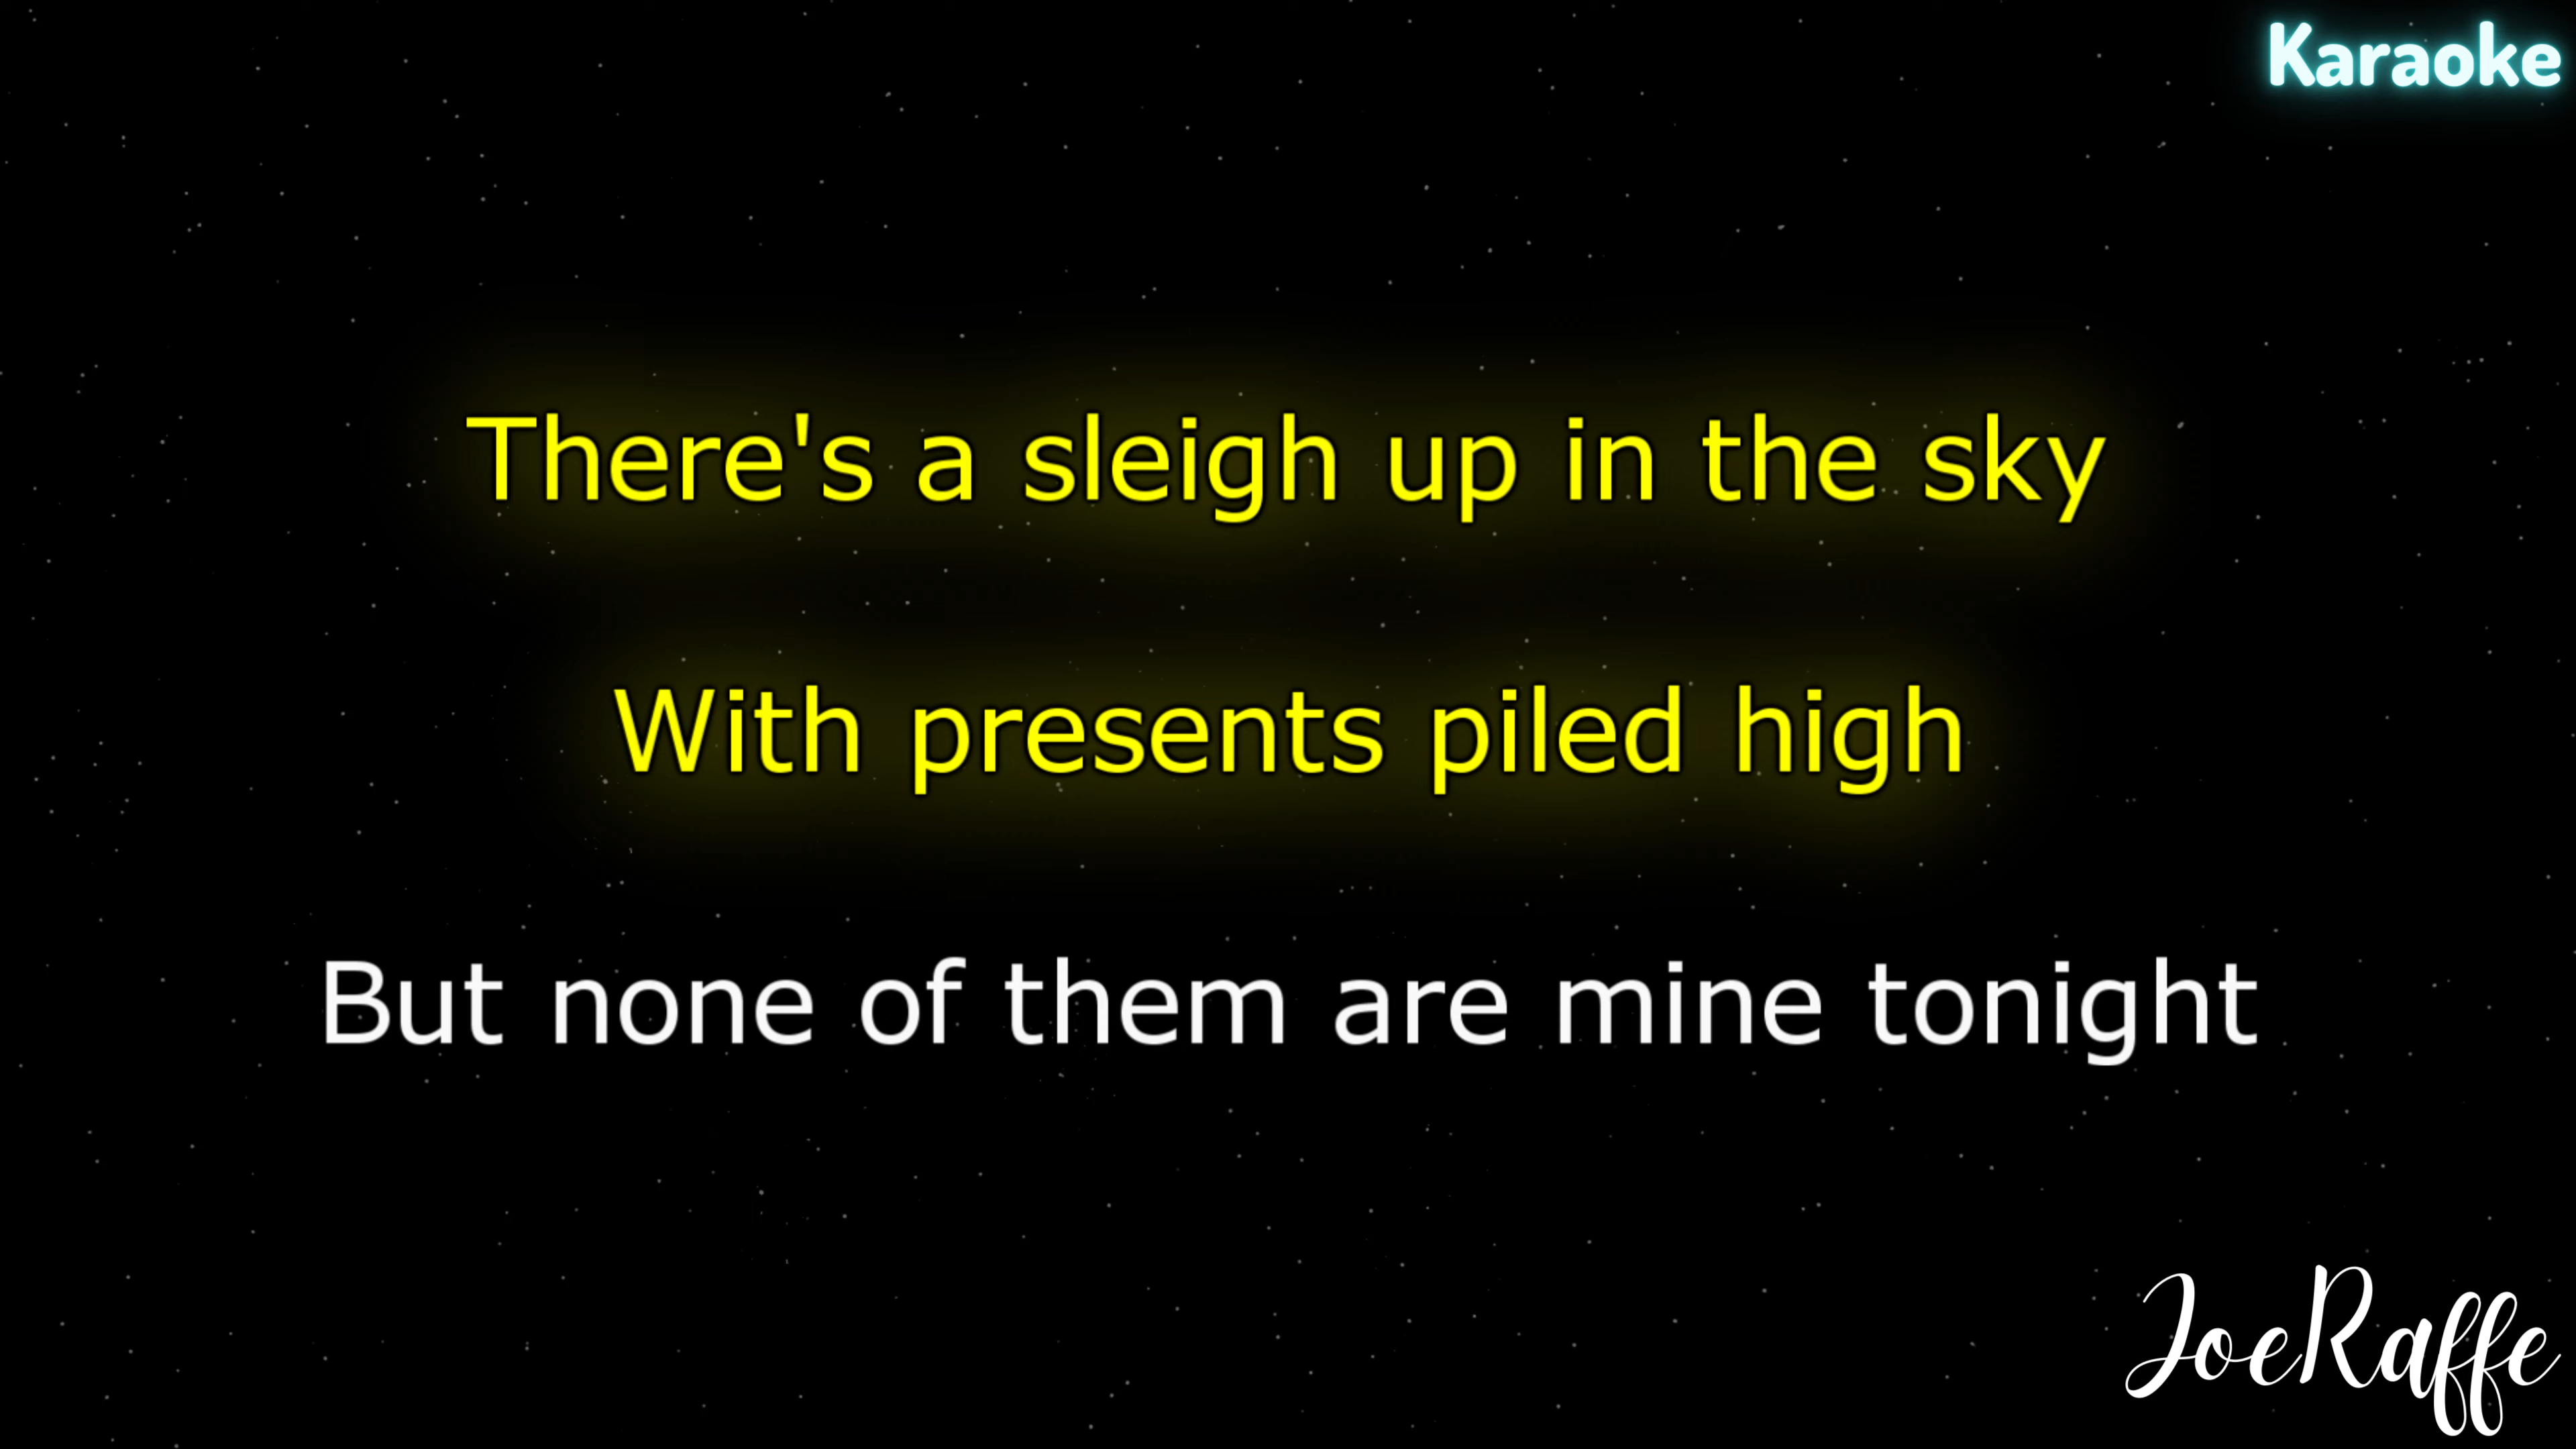 Karaoke
There's a sleigh up in the sky
With presents piled high
But none of them are mine tonight
JoeRaffe